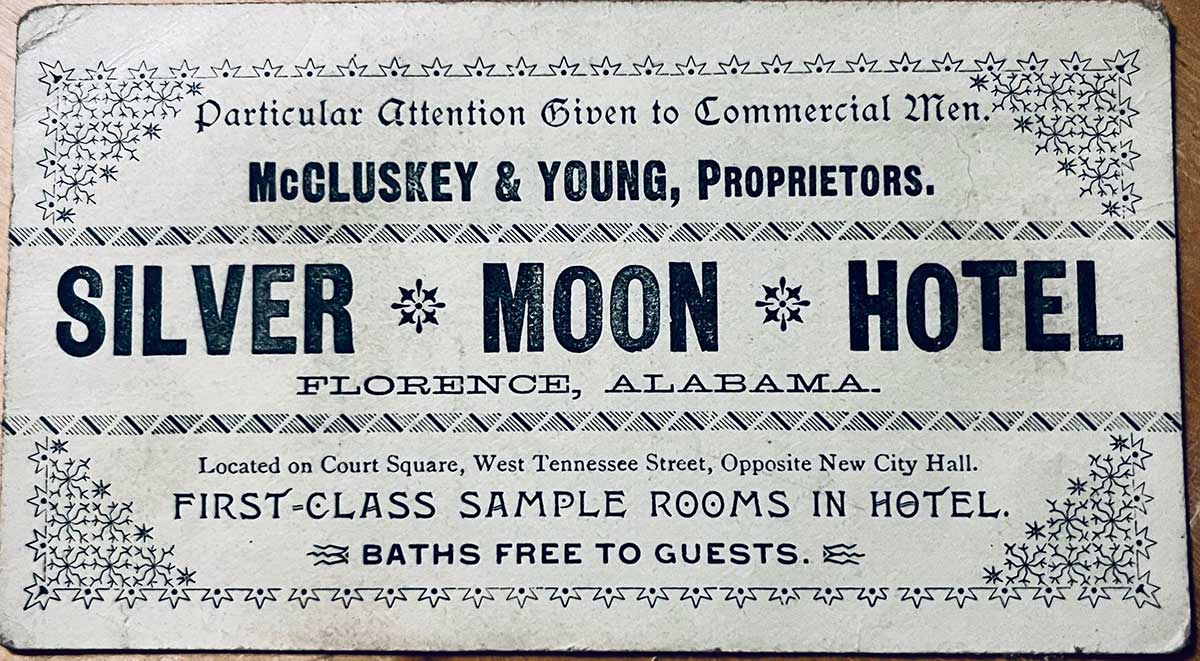 Particular Attention Given to Commercial Men.
McCLUSKEY & YOUNG, PROPRIETORS.
SILVER MOON HOTEL
FLORENCE, ALABAMA.
Located on Court Square, West Tennessee Street, Opposite New City Hall.
FIRST-CLASS SAMPLE ROOMS IN HOTEL.
BATHS FREE TO GUESTS.